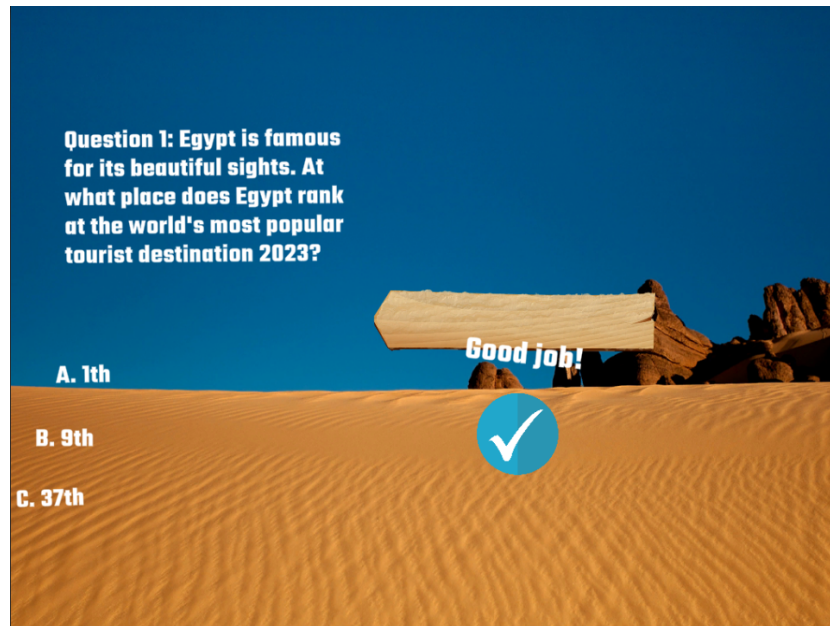 Question 1: Egypt is famous
for its beautiful sights. At
what place does Egypt rank
at the world's most popular
tourist destination 2023?
Good job!
A. 1th
B. 9th
C. 37th